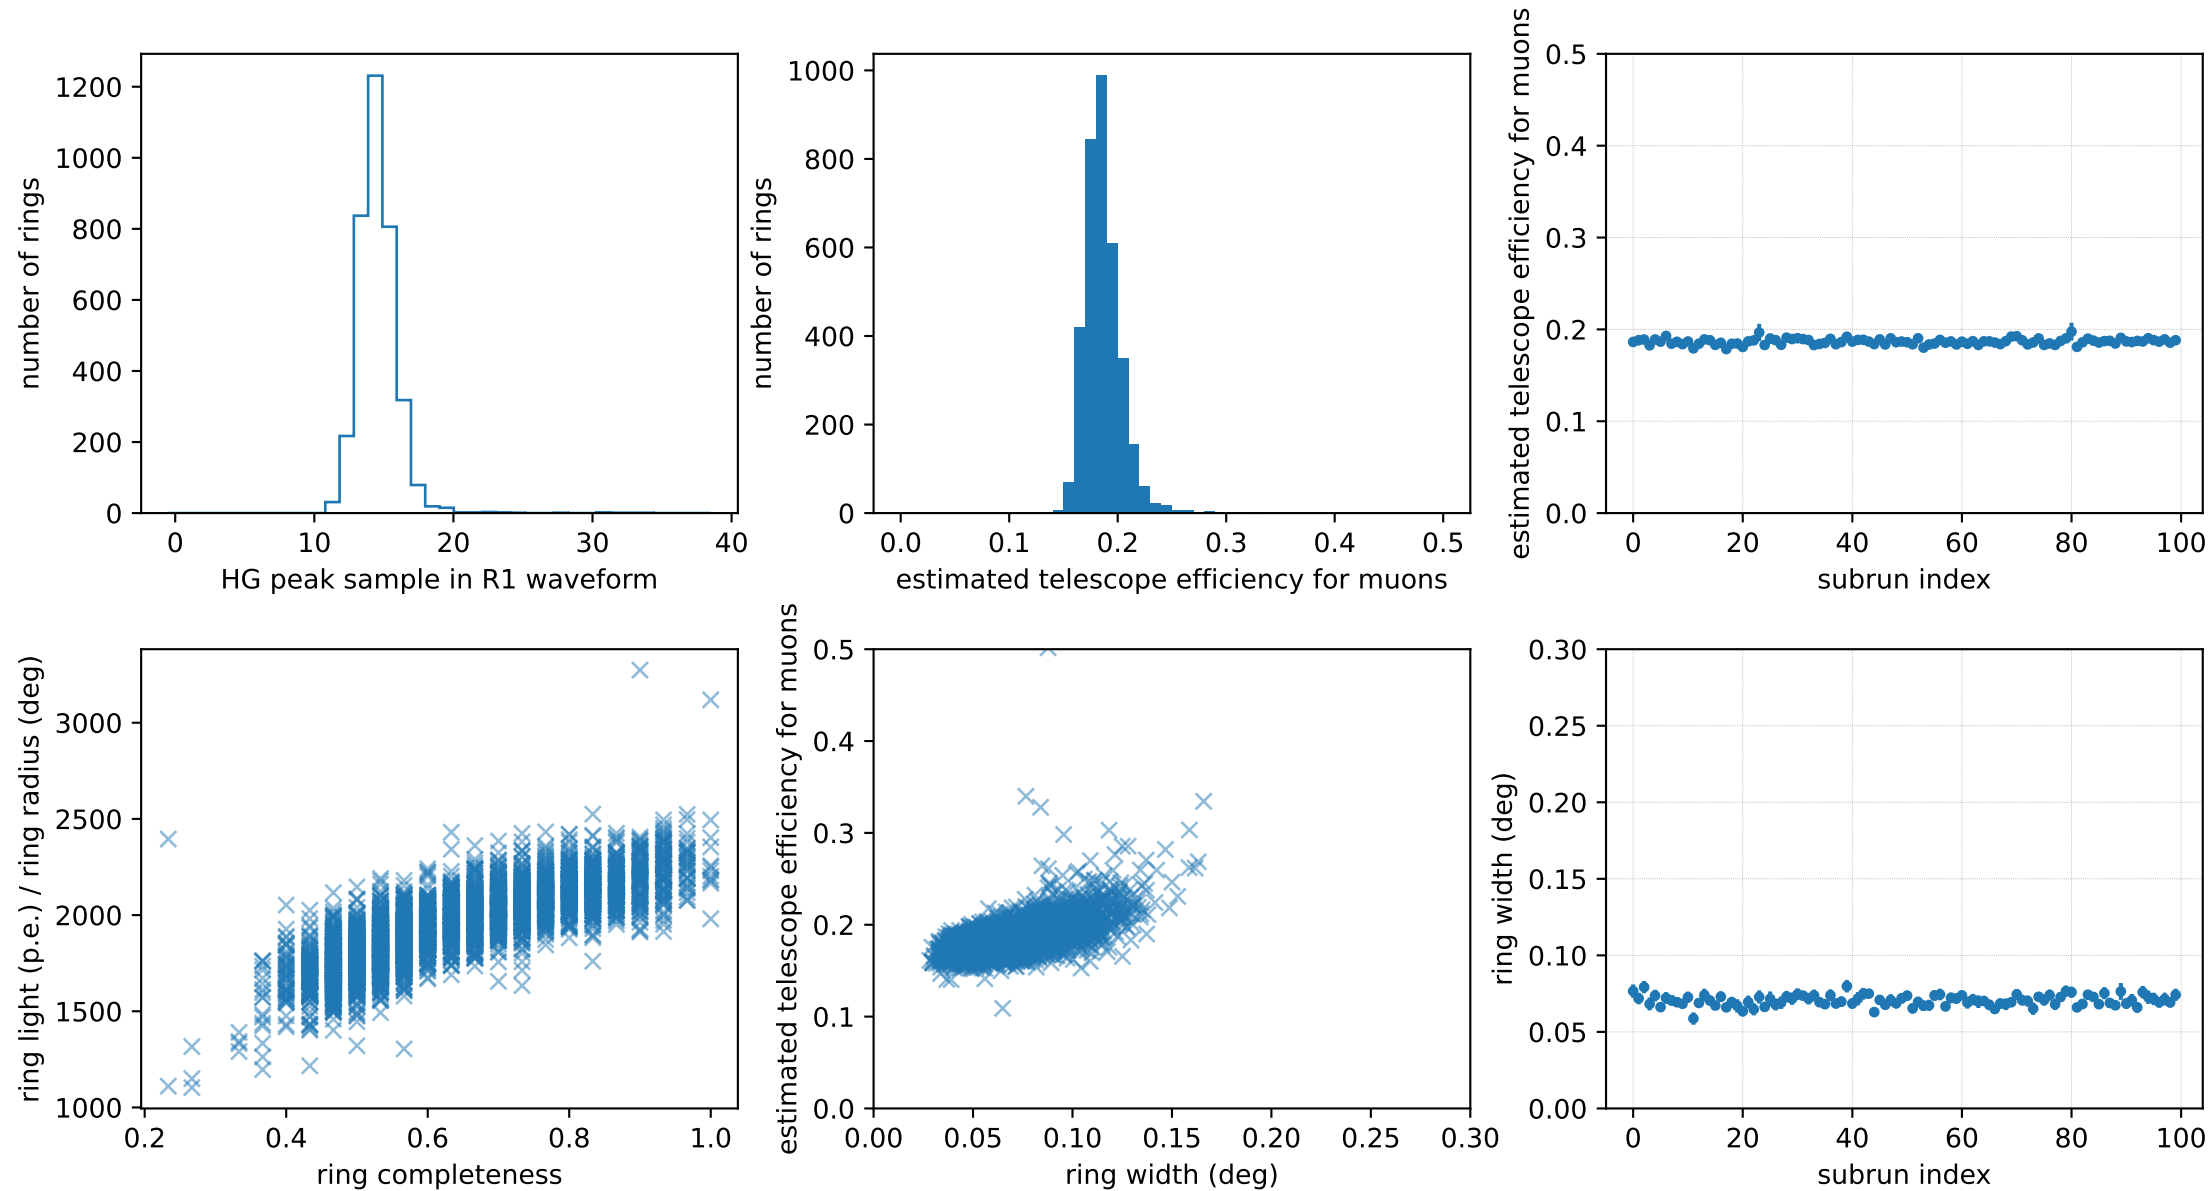 number of rings
1200
1000
800
600
400
200
0
0 10 20 30 40
HG peak sample in R1 waveform
number of rings
1000
800
600
400
200
0
0.0 0.1 0.2 0.3 0.4 0.5
estimated telescope efficiency for muons
estimated telescope efficiency for muons
0.5
0.4
0.3
0.2
0.1
0.0
0 20 40 60 80 100
subrun index
ring light (p.e.) / ring radius (deg)
3000
2500
2000
1500
1000
0.2 0.4 0.6 0.8 1.0
ring completeness
estimated telescope efficiency for muons
0.5
0.4
0.3
0.2
0.1
0.0
0.00 0.05 0.10 0.15 0.20 0.25 0.30
ring width (deg)
ring width (deg)
0.30
0.25
0.20
0.15
0.10
0.05
0.00
0 20 40 60 80 100
subrun index